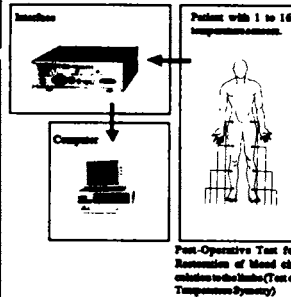 Interface
Patient with 1 to 16
temperature sensors.
Computer
Post-Operative Test fo
Restoration of blood ci
culation to the limbs (Test o
Temperature Symetry)